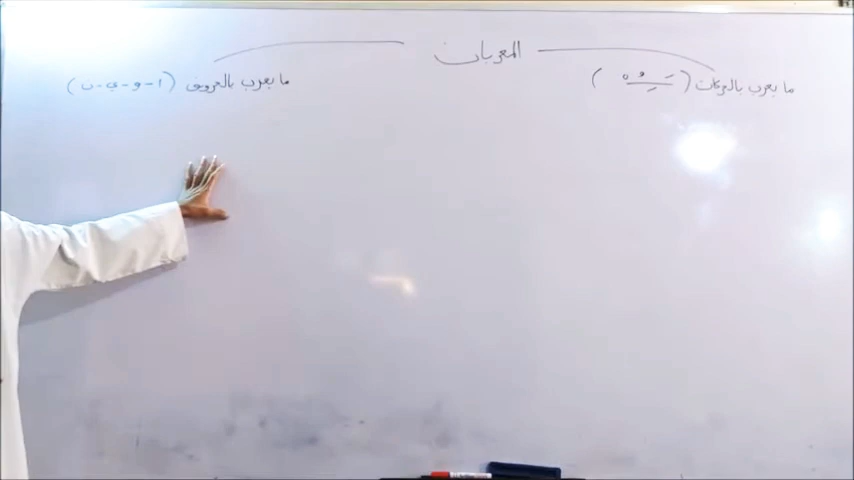 المعربات
ما يعرب بالحركات ( َ ِ ُ ْ )
ما يعرب بالحروف (ا - و - ي - ن)